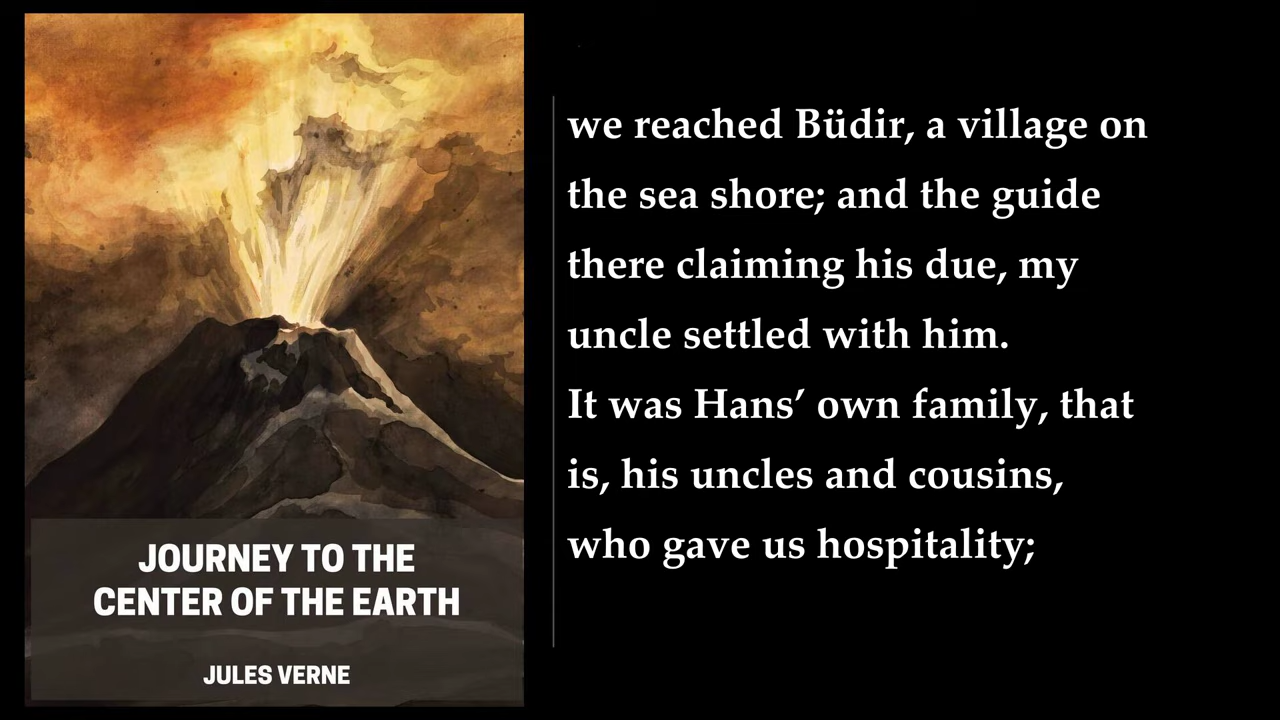 JOURNEY TO THE
CENTER OF THE EARTH
JULES VERNE
we reached Büdir, a village on
the sea shore; and the guide
there claiming his due, my
uncle settled with him.
It was Hans’ own family, that
is, his uncles and cousins,
who gave us hospitality;